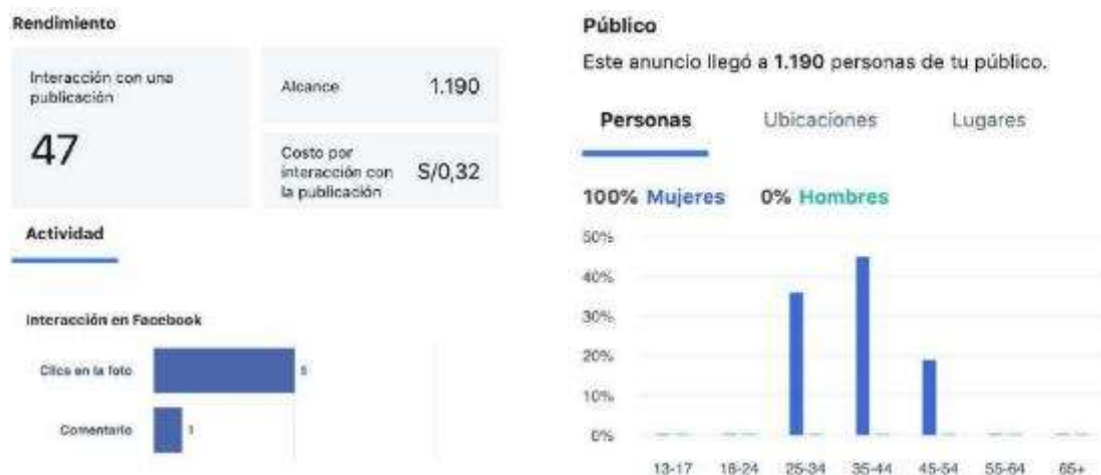 Rendimiento
Interacción con una
publicación
47
Alcance 1.190
Costo por
interacción con
la publicación
S/0,32
Actividad
Interacción en Facebook
Clics en la foto 5
Comentario 1
Público
Este anuncio llegó a 1.190 personas de tu público.
Personas Ubicaciones Lugares
100% Mujeres 0% Hombres
50%
40%
30%
20%
10%
0%
13-17 18-24 25-34 35-44 45-54 55-64 65+